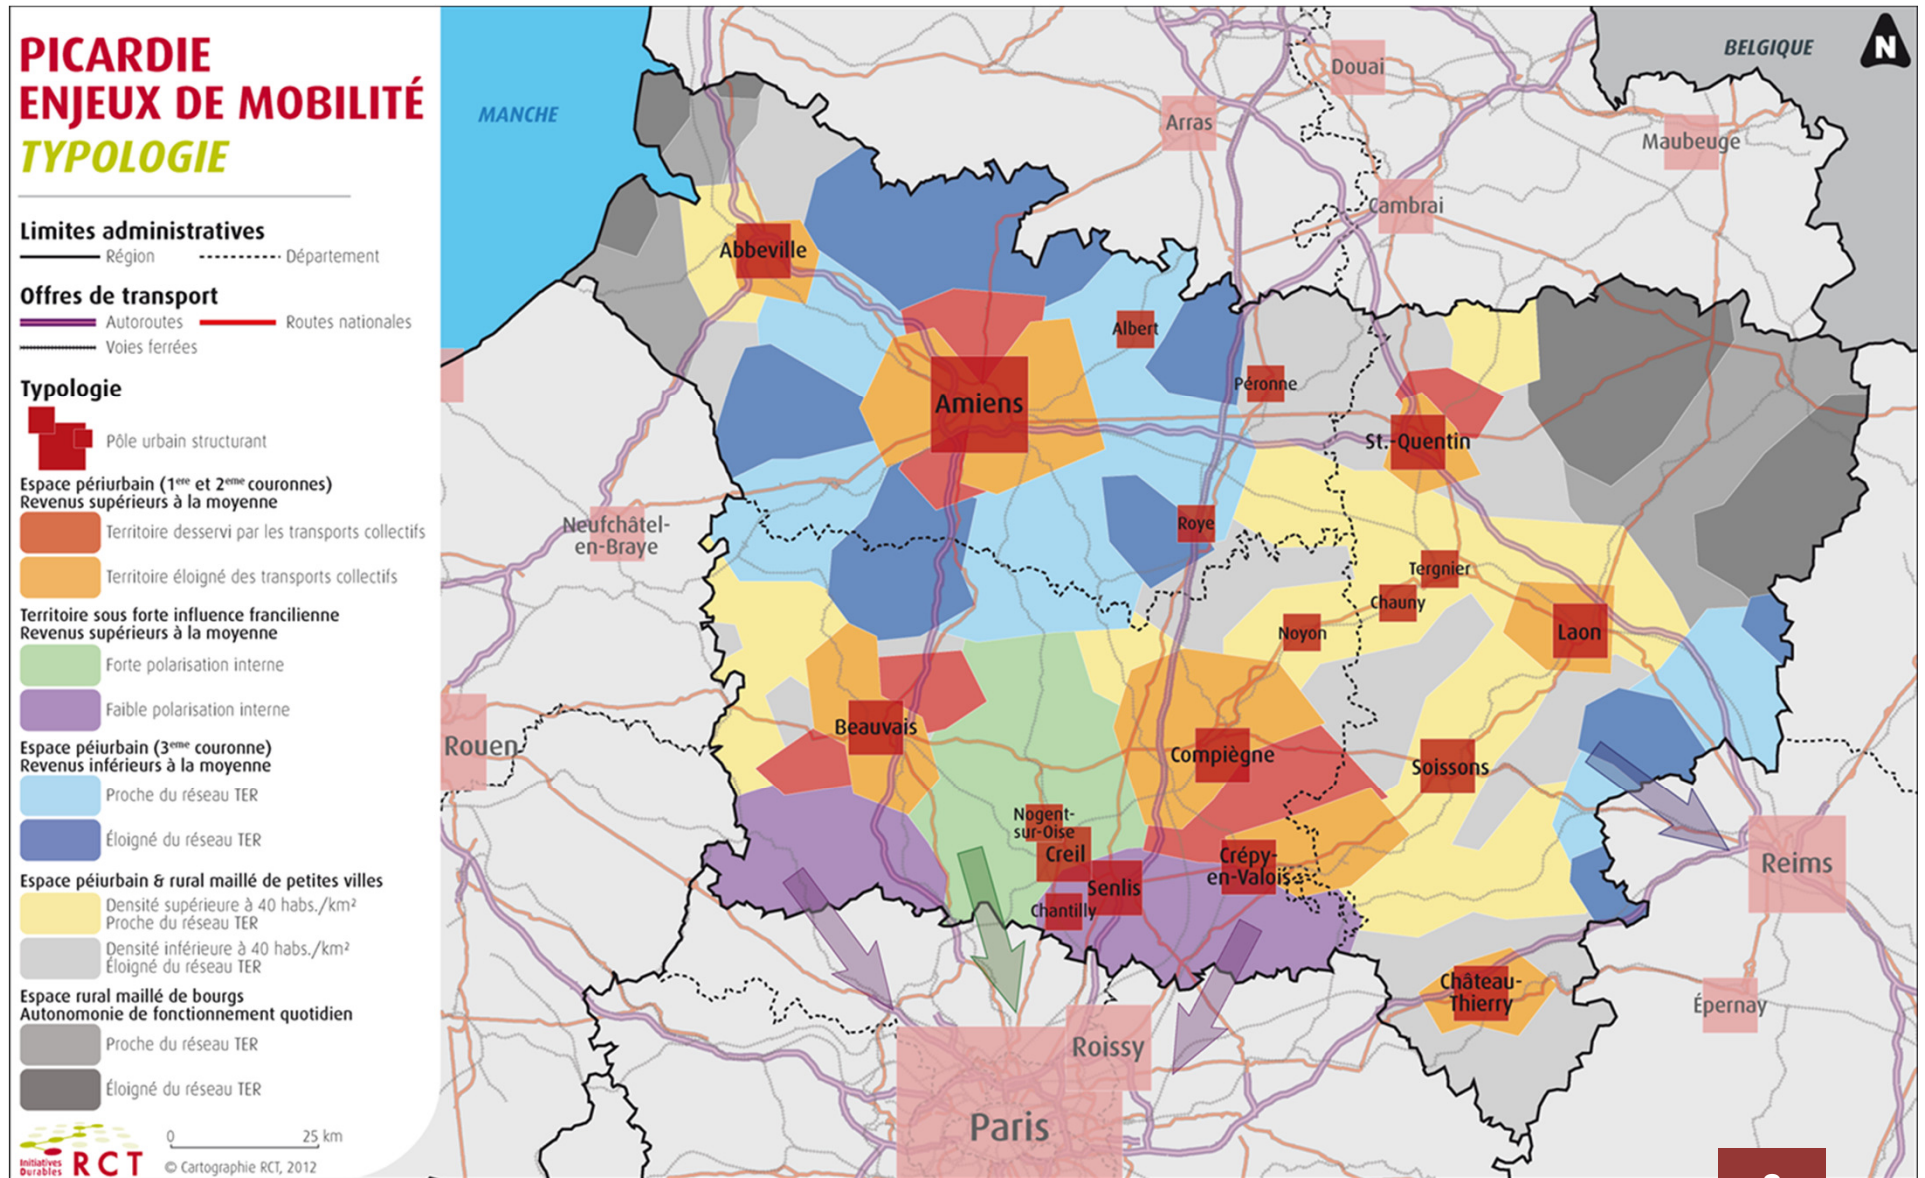 PICARDIE
ENJEUX DE MOBILITÉ
TYPOLOGIE
Limites administratives
Région
Département
Offres de transport
Autoroutes
Routes nationales
Voies ferrées
Typologie
Pôle urbain structurant
Espace périurbain (1ere et 2eme couronnes)
Revenus supérieurs à la moyenne
Territoire desservi par les transports collectifs
Territoire éloigné des transports collectifs
Territoire sous forte influence francilienne
Revenus supérieurs à la moyenne
Forte polarisation interne
Faible polarisation interne
Espace péiurbain (3eme couronne)
Revenus inférieurs à la moyenne
Proche du réseau TER
Éloigné du réseau TER
Espace péiurbain & rural maillé de petites villes
Densité supérieure à 40 habs./km²
Proche du réseau TER
Densité inférieure à 40 habs./km²
Éloigné du réseau TER
Espace rural maillé de bourgs
Autonomonie de fonctionnement quotidien
Proche du réseau TER
Éloigné du réseau TER
Initiatives
Durables
RCT
0
25 km
© Cartographie RCT, 2012
MANCHE
BELGIQUE
N
Douai
Arras
Maubeuge
Cambrai
Abbeville
Albert
Péronne
Amiens
St.-Quentin
Neufchâtel-
en-Braye
Roye
Tergnier
Chauny
Noyon
Laon
Rouen
Beauvais
Compiègne
Soissons
Nogent-
sur-Oise
Creil
Crépy-
en-Valois
Senlis
Chantilly
Reims
Château-
Thierry
Épernay
Roissy
Paris